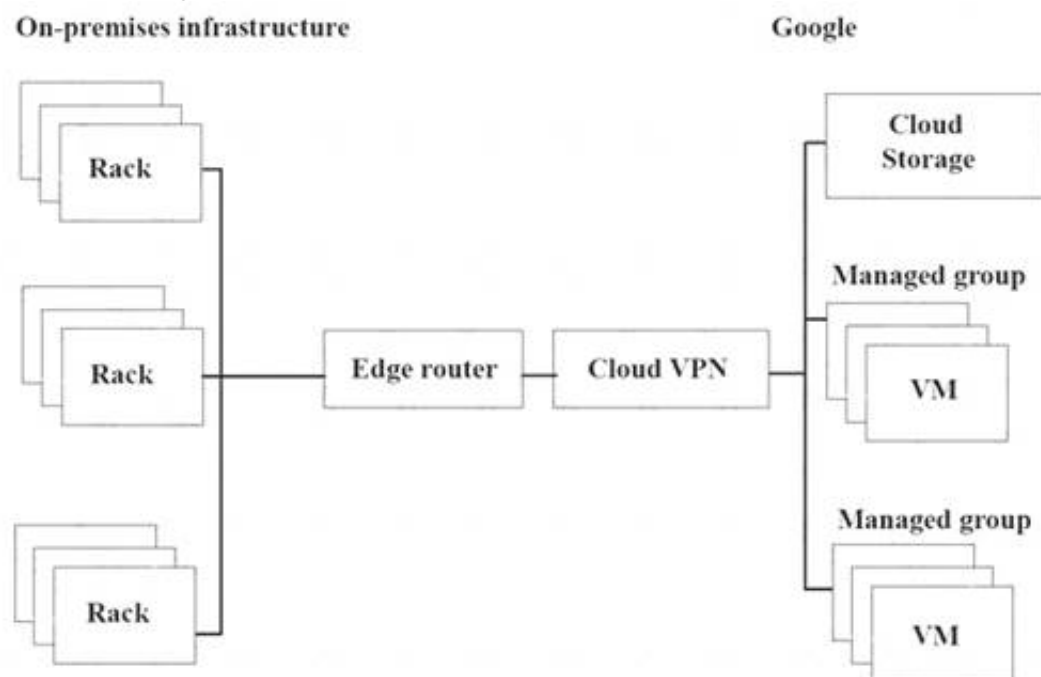 On-premises infrastructure
Google
Rack
Rack
Rack
Edge router
Cloud VPN
Cloud
Storage
Managed group
VM
Managed group
VM